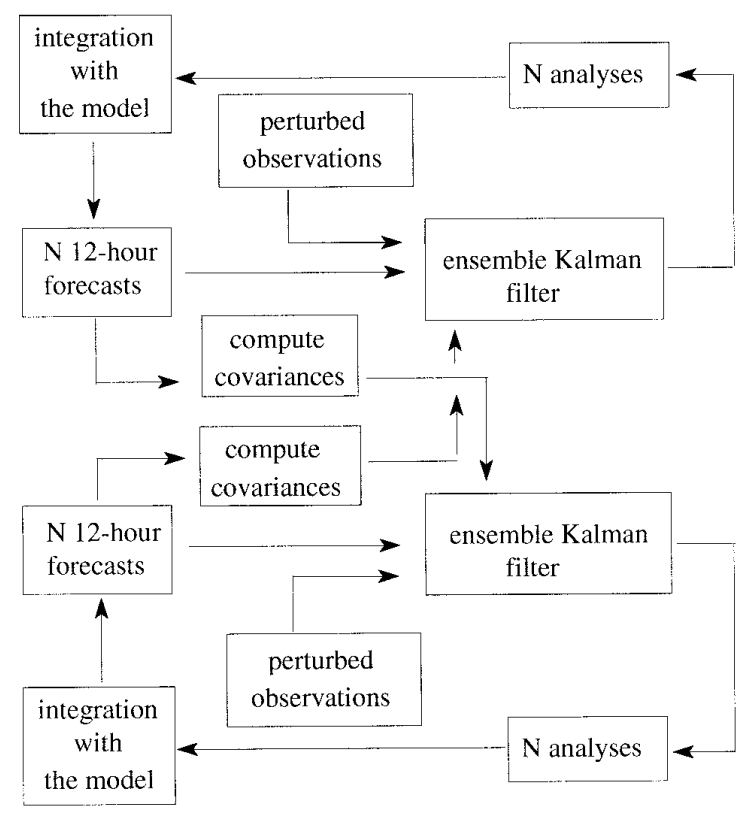 integration
with
the model
N analyses
perturbed
observations
N 12-hour
forecasts
ensemble Kalman
filter
compute
covariances
compute
covariances
N 12-hour
forecasts
ensemble Kalman
filter
perturbed
observations
integration
with
the model
N analyses